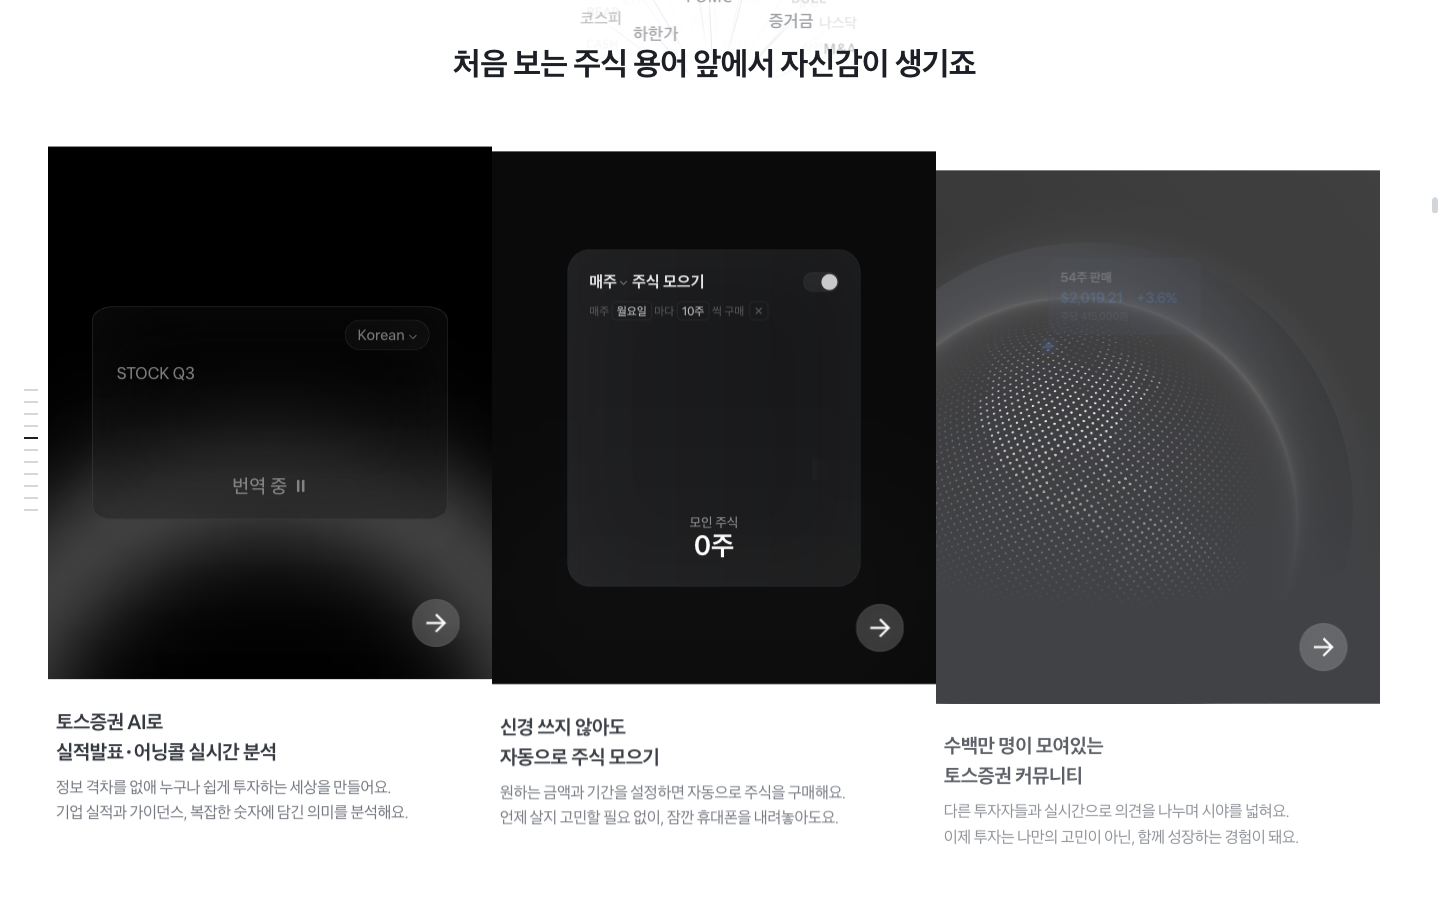 코스피
하한가
증거금
나스닥
M&A
처음 보는 주식 용어 앞에서 자신감이 생기죠
Korean
STOCK Q3
번역 중
매주 주식 모으기
매주 월요일 마다 10주 씩 구매
모인 주식
0주
54주 판매
$2,019.21 +3.6%
토스증권 AI로
실적발표·어닝콜 실시간 분석
정보 격차를 없애 누구나 쉽게 투자하는 세상을 만들어요.
기업 실적과 가이던스, 복잡한 숫자에 담긴 의미를 분석해요.
신경 쓰지 않아도
자동으로 주식 모으기
원하는 금액과 기간을 설정하면 자동으로 주식을 구매해요.
언제 살지 고민할 필요 없이, 잠깐 휴대폰을 내려놓아도요.
수백만 명이 모여있는
토스증권 커뮤니티
다른 투자자들과 실시간으로 의견을 나누며 시야를 넓혀요.
이제 투자는 나만의 고민이 아닌, 함께 성장하는 경험이 돼요.